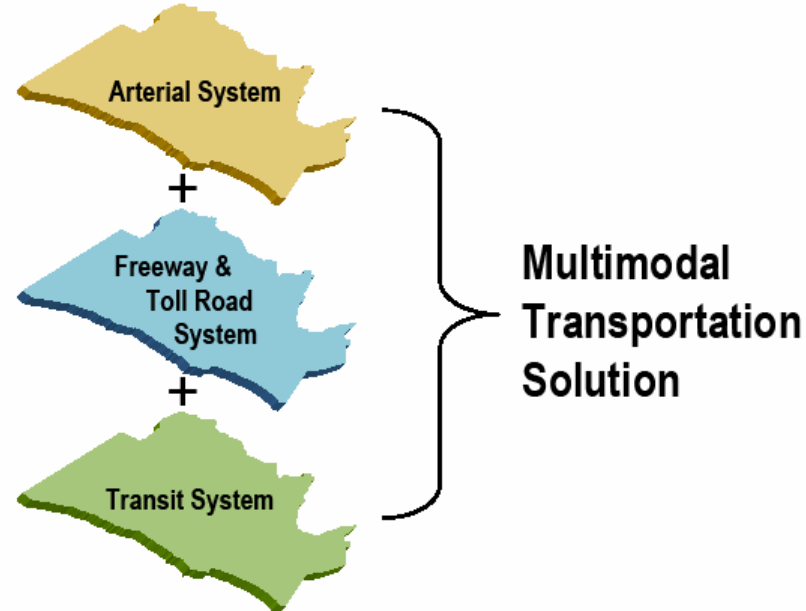 Arterial System
+
Freeway &
Toll Road
System
+
Transit System
Multimodal
Transportation
Solution